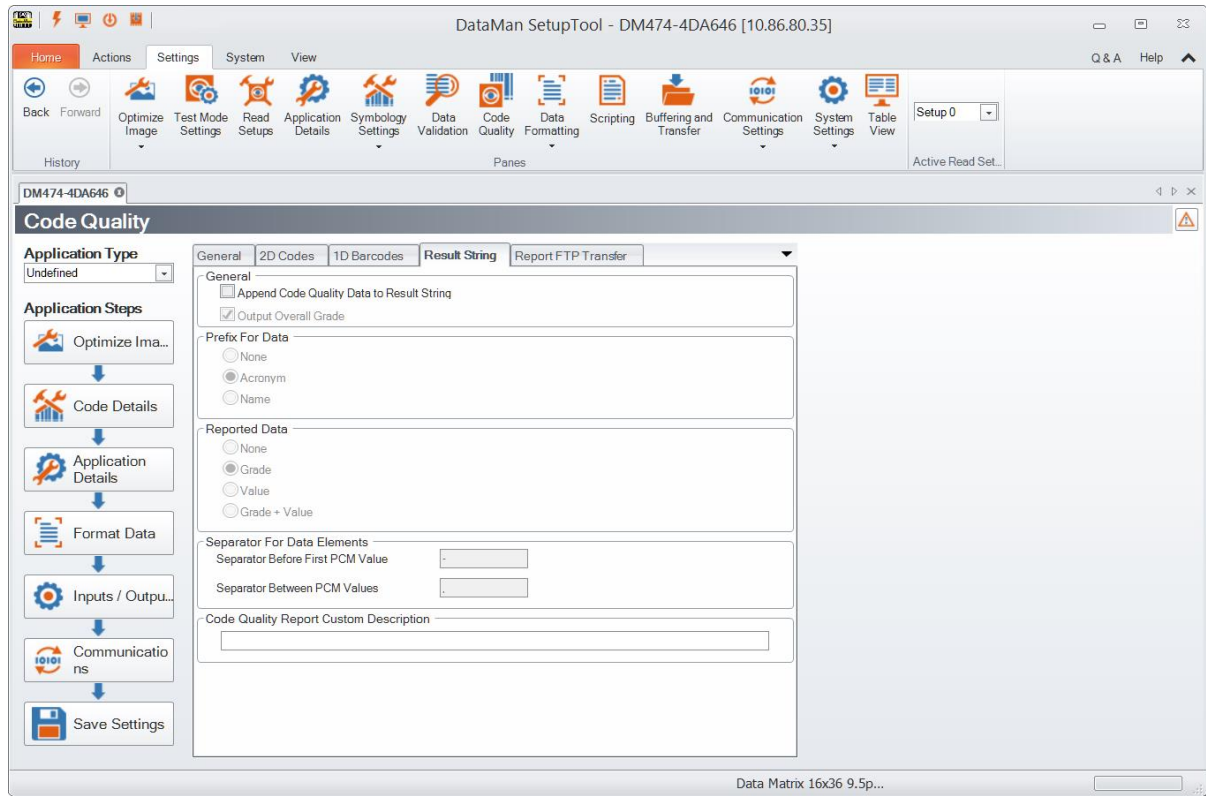 DataMan SetupTool - DM474-4DA646 [10.86.80.35]
Home Actions Settings System View Q & A Help
Back Forward
Optimize Image
Test Mode Settings
Read Setups
Application Details
Symbology Settings
Data Validation
Code Quality
Data Formatting
Scripting
Buffering and Transfer
Communication Settings
System Settings
Table View
Setup 0
History
Panes
Active Read Set...
DM474-4DA646
Code Quality
Application Type
Undefined
Application Steps
Optimize Ima...
Code Details
Application
Details
Format Data
Inputs / Outpu...
Communicatio
ns
Save Settings
General 2D Codes 1D Barcodes Result String Report FTP Transfer
General
Append Code Quality Data to Result String
Output Overall Grade
Prefix For Data
None
Acronym
Name
Reported Data
None
Grade
Value
Grade + Value
Separator For Data Elements
Separator Before First PCM Value -
Separator Between PCM Values
Code Quality Report Custom Description
Data Matrix 16x36 9.5p...